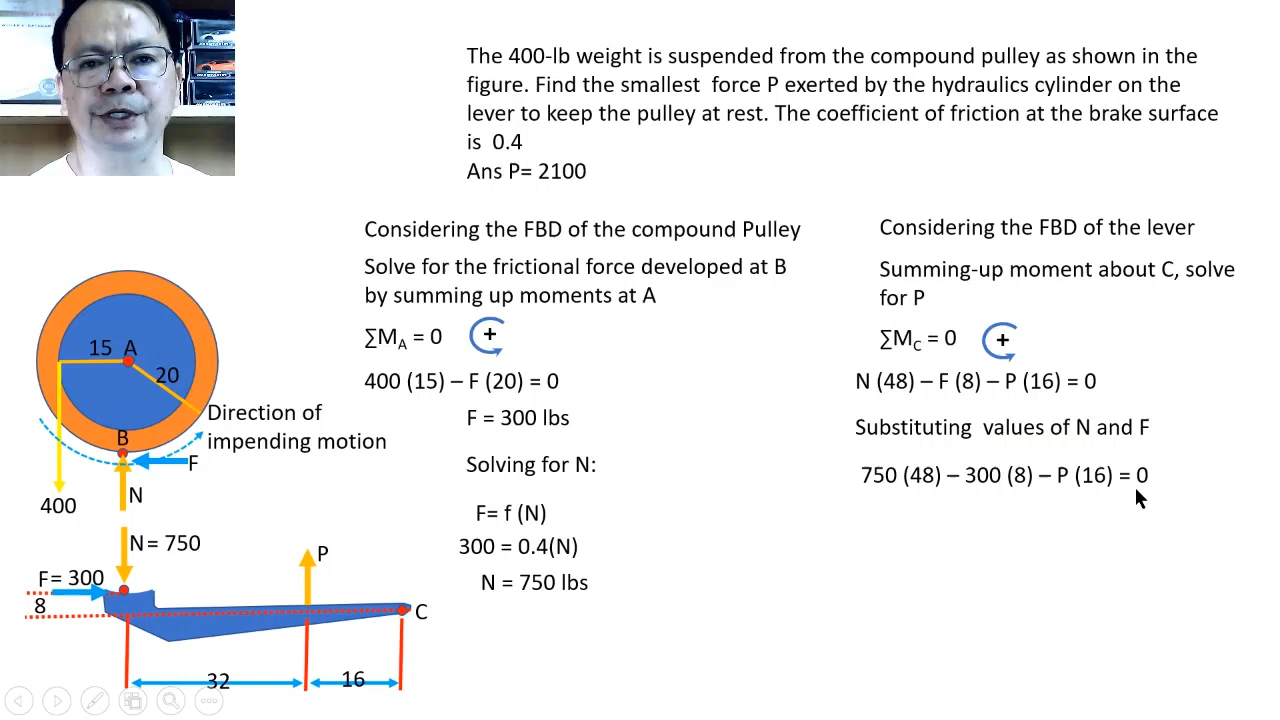 The 400-lb weight is suspended from the compound pulley as shown in the
figure. Find the smallest force P exerted by the hydraulics cylinder on the
lever to keep the pulley at rest. The coefficient of friction at the brake surface
is 0.4
Ans P= 2100
Considering the FBD of the compound Pulley
Solve for the frictional force developed at B
by summing up moments at A
∑M_A = 0 +
400 (15) – F (20) = 0
F = 300 lbs
Solving for N:
F= f (N)
300 = 0.4(N)
N = 750 lbs
Considering the FBD of the lever
Summing-up moment about C, solve
for P
∑M_C = 0 +
N (48) – F (8) – P (16) = 0
Substituting values of N and F
750 (48) – 300 (8) – P (16) = 0
15 A
20
Direction of
impending motion
B
F
N
400
N = 750
P
F= 300
8
C
32
16